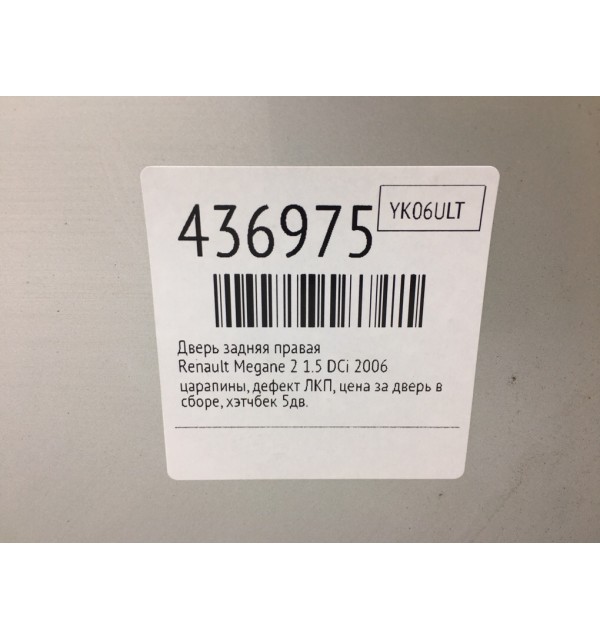 436975
YK06ULT
Дверь задняя правая
Renault Megane 2 1.5 DCi 2006
царапины, дефект ЛКП, цена за дверь в
сборе, хэтчбек 5дв.